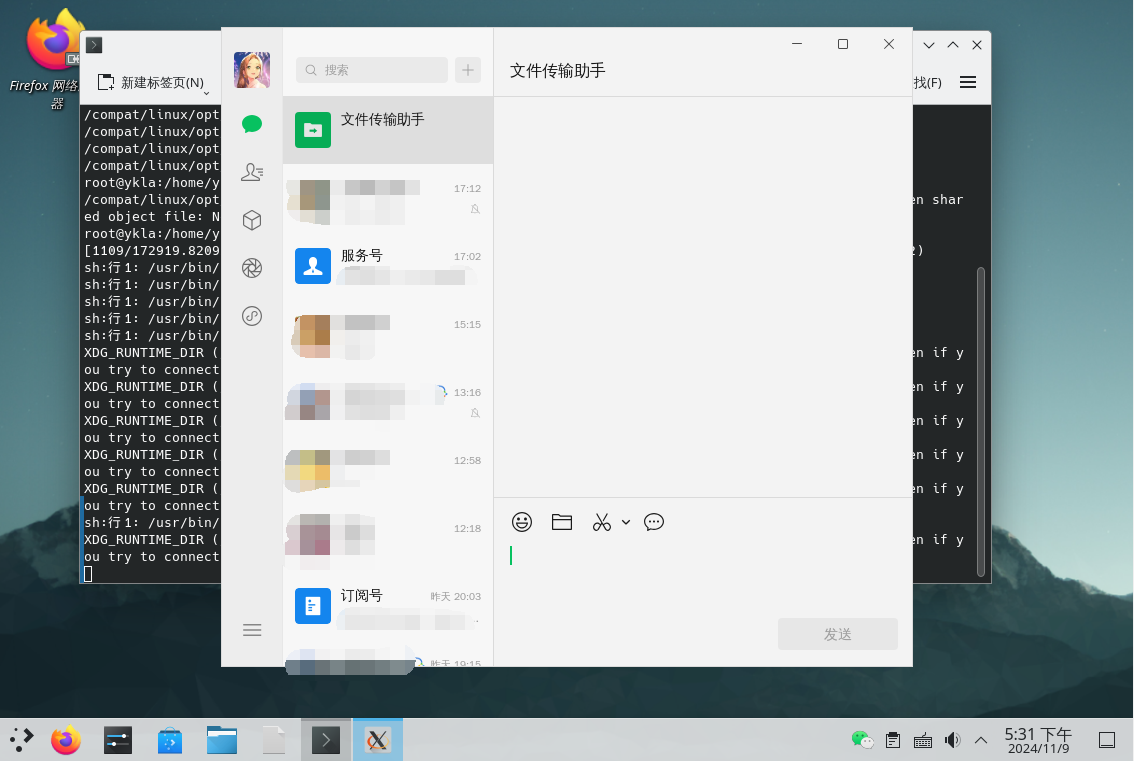 Firefox 网络
器
新建标签页(N)
找(F)
/compat/linux/opt
/compat/linux/opt
/compat/linux/opt
/compat/linux/opt
root@ykla:/home/y
/compat/linux/opt
en shar
ed object file: N
root@ykla:/home/y
[1109/172919.8209
2)
sh:行1: /usr/bin/
sh:行1: /usr/bin/
sh:行1: /usr/bin/
sh:行1: /usr/bin/
sh:行1: /usr/bin/
XDG_RUNTIME_DIR (
en if y
ou try to connect
XDG_RUNTIME_DIR (
en if y
ou try to connect
XDG_RUNTIME_DIR (
en if y
ou try to connect
XDG_RUNTIME_DIR (
en if y
ou try to connect
XDG_RUNTIME_DIR (
en if y
ou try to connect
sh:行1: /usr/bin/
XDG_RUNTIME_DIR (
en if y
ou try to connect
搜索
文件传输助手
17:12
服务号
17:02
15:15
13:16
12:58
12:18
订阅号
昨天 20:03
昨天 19:15
文件传输助手
发送
5:31 下午
2024/11/9